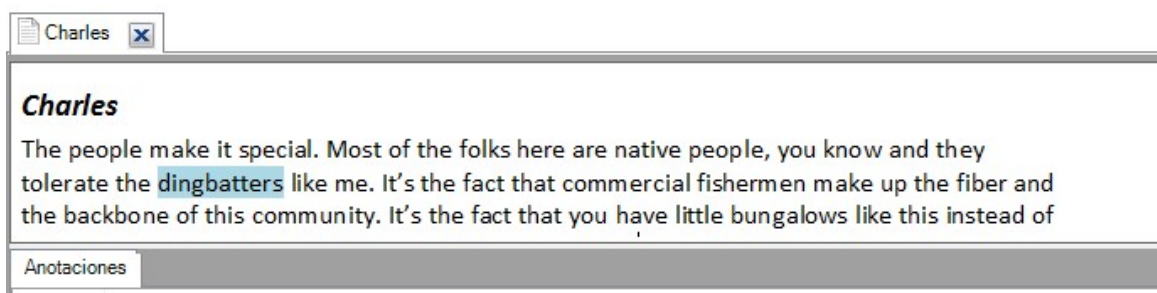 Charles
Charles
The people make it special. Most of the folks here are native people, you know and they
tolerate the dingbatters like me. It’s the fact that commercial fishermen make up the fiber and
the backbone of this community. It’s the fact that you have little bungalows like this instead of
Anotaciones